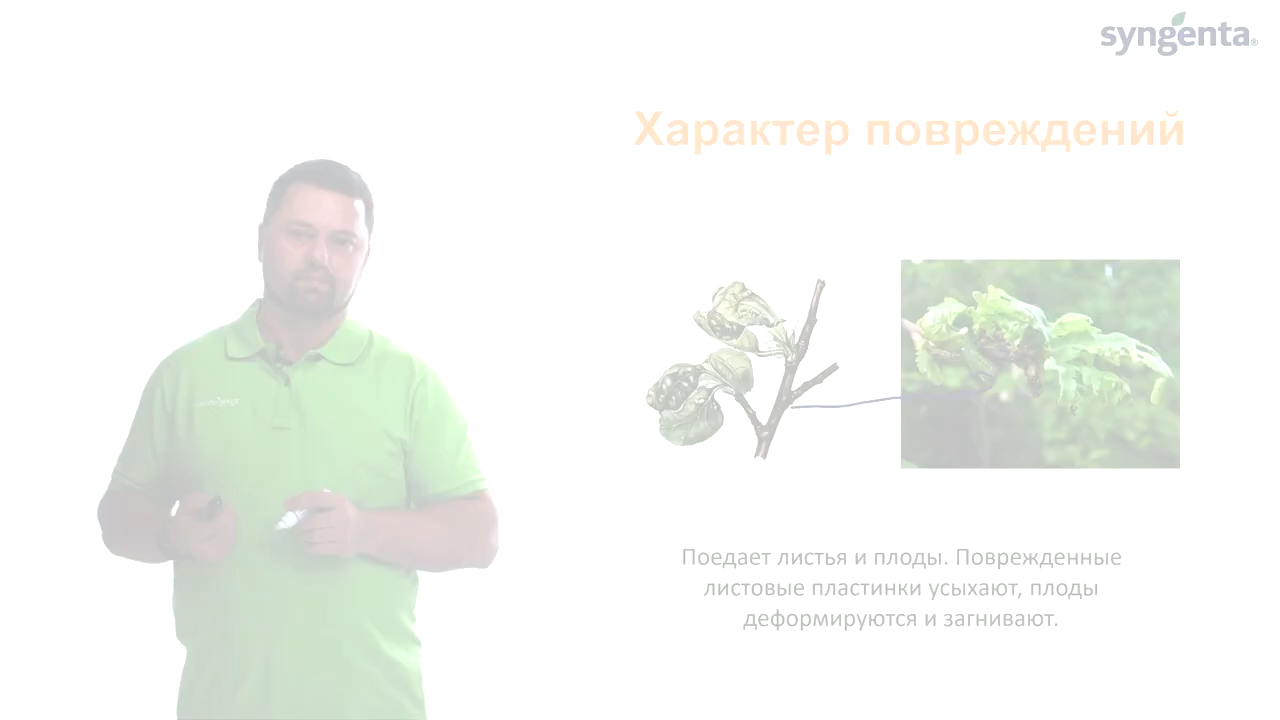 syngenta®
Характер повреждений
Поедает листья и плоды. Поврежденные
листовые пластинки усыхают, плоды
деформируются и загнивают.